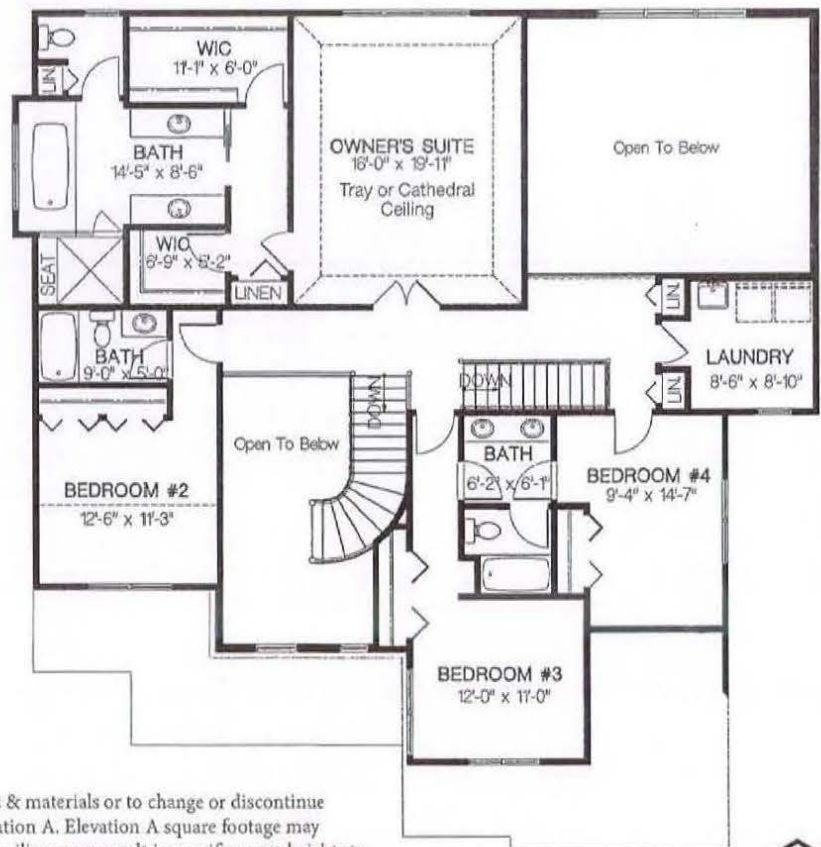 WIC
11'-1" x 6'-0"
LIN.
BATH
14'-5" x 8'-6"
OWNER'S SUITE
16'-0" x 19'-11"
Tray or Cathedral
Ceiling
Open To Below
WIC
6'-9" x 5'-2"
SEAT
LINEN
LIN.
BATH
9'-0" x 5'-0"
LAUNDRY
8'-6" x 8'-10"
DOWN
DOWN
LIN.
Open To Below
BATH
6'-2" x 6'-1"
BEDROOM #4
9'-4" x 14'-7"
BEDROOM #2
12'-6" x 11'-3"
BEDROOM #3
12'-0" x 11'-0"
& materials or to change or discontinue
ation A. Elevation A square footage may